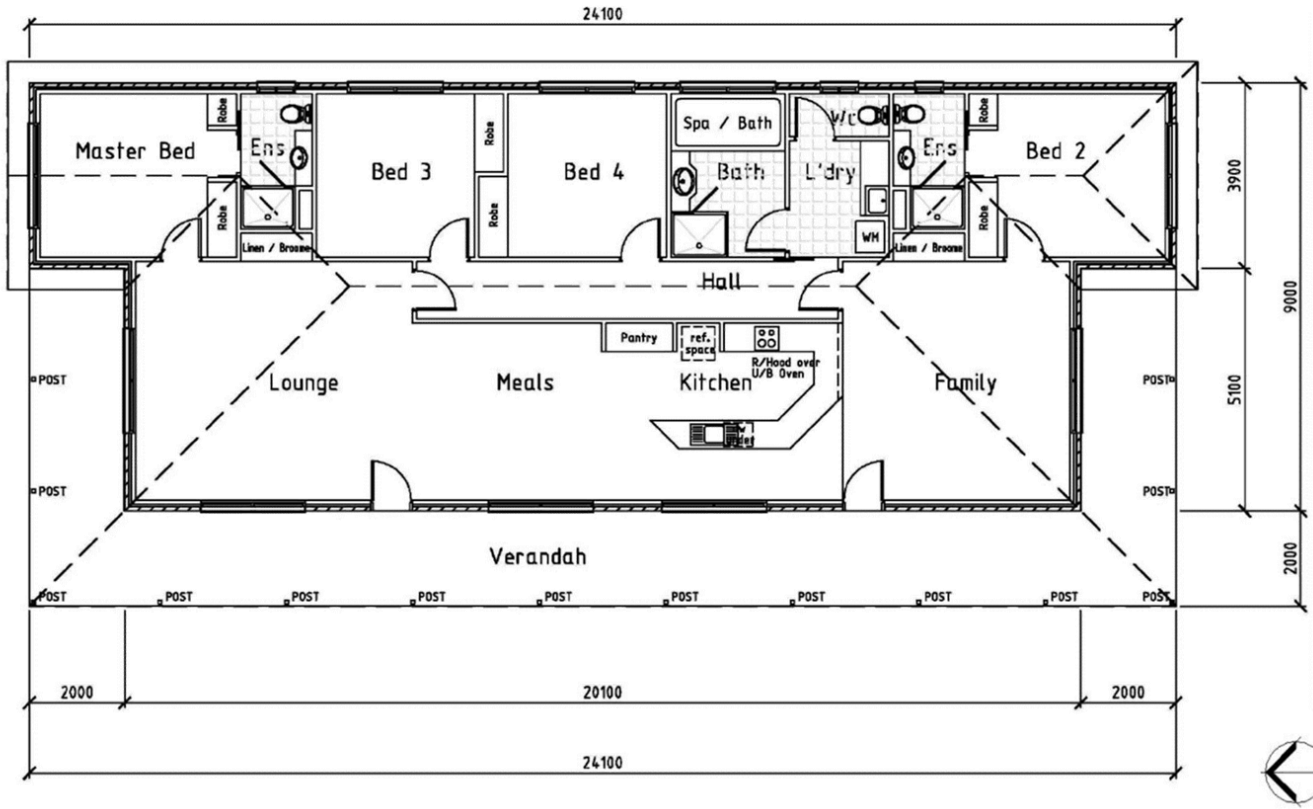 24100
Robe
Robe
Master Bed
Ens
Robe
Linen / Broome
Bed 3
Robe
Robe
Bed 4
Spa / Bath
Bath
Wc
L'dry
WM
Ens
Linen / Broome
Robe
Bed 2
3900
9000
Hall
Pantry
ref.
space
R/Hood over
U/B Oven
Lounge
Meals
Kitchen
Family
5100
POST
POST
POST
POST
Verandah
2000
POST
POST
POST
POST
POST
POST
POST
POST
POST
POST
2000
20100
2000
24100